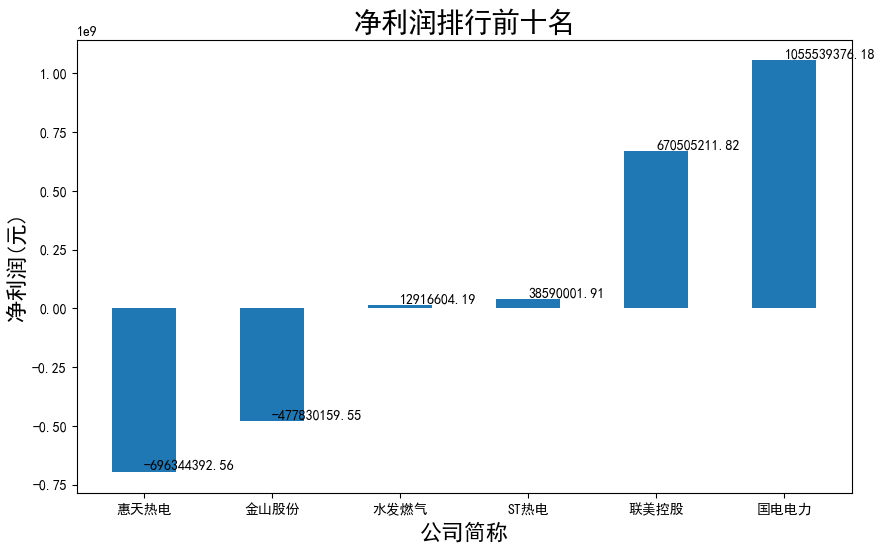 净利润排行前十名
1e9
净利润(元)
1.00
0.75
0.50
0.25
0.00
−0.25
−0.50
−0.75
-696344392.56
-477830159.55
12916604.19
38590001.91
670505211.82
1055539376.18
惠天热电
金山股份
水发燃气
ST热电
联美控股
国电电力
公司简称